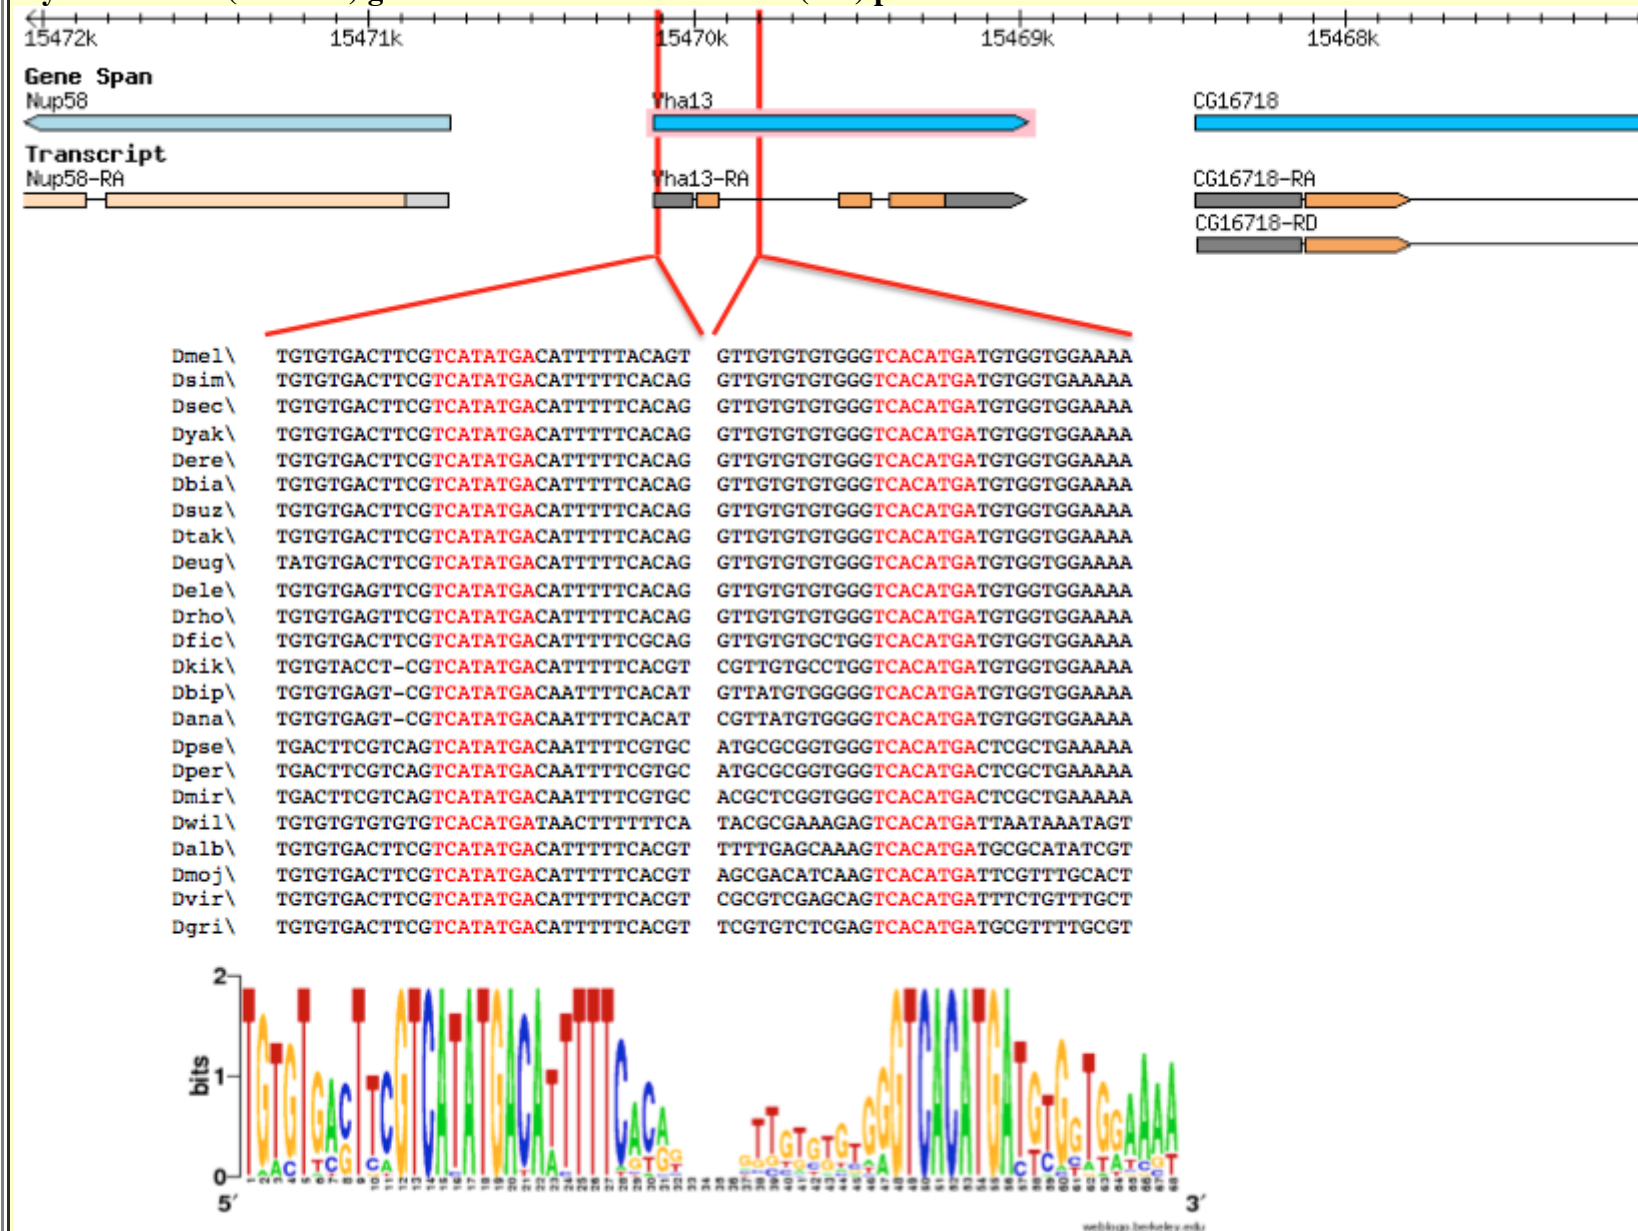 15472k 15471k 15470k 15469k 15468k
Gene Span
Nup58 Vha13 CG16718
Transcript
Nup58-RA Vha13-RA CG16718-RA
CG16718-RD
Dmel\ TGTGTGACTTCGTCATATGACATTTTTACAGT GTTGTGTGTGGGTCACATGATGTGGTGGAAAA
Dsim\ TGTGTGACTTCGTCATATGACATTTTTCACAG GTTGTGTGTGGGTCACATGATGTGGTGAAAAA
Dsec\ TGTGTGACTTCGTCATATGACATTTTTCACAG GTTGTGTGTGGGTCACATGATGTGGTGGAAAA
Dyak\ TGTGTGACTTCGTCATATGACATTTTTCACAG GTTGTGTGTGGGTCACATGATGTGGTGGAAAA
Dere\ TGTGTGACTTCGTCATATGACATTTTTCACAG GTTGTGTGTGGGTCACATGATGTGGTGGAAAA
Dbia\ TGTGTGACTTCGTCATATGACATTTTTCACAG GTTGTGTGTGGGTCACATGATGTGGTGGAAAA
Dsuz\ TGTGTGACTTCGTCATATGACATTTTTCACAG GTTGTGTGTGGGTCACATGATGTGGTGGAAAA
Dtak\ TGTGTGACTTCGTCATATGACATTTTTCACAG GTTGTGTGTGGGTCACATGATGTGGTGGAAAA
Deug\ TATGTGACTTCGTCATATGACATTTTTCACAG GTTGTGTGTGGGTCACATGATGTGGTGGAAAA
Dele\ TGTGTGAGTTCGTCATATGACATTTTTCACAG GTTGTGTGTGGGTCACATGATGTGGTGGAAAA
Drho\ TGTGTGAGTTCGTCATATGACATTTTTCACAG GTTGTGTGTGGGTCACATGATGTGGTGGAAAA
Dfic\ TGTGTGACTTCGTCATATGACATTTTTCGCAG GTTGTGTGCTGGTCACATGATGTGGTGGAAAA
Dkik\ TGTGTACCT-CGTCATATGACATTTTTCACGT CGTTGTGCCTGGTCACATGATGTGGTGGAAAA
Dbip\ TGTGTGAGT-CGTCATATGACAATTTTCACAT GTTATGTGGGGGTCACATGATGTGGTGGAAAA
Dana\ TGTGTGAGT-CGTCATATGACAATTTTCACAT CGTTATGTGGGGTCACATGATGTGGTGGAAAA
Dpse\ TGACTTCGTCAGTCATATGACAATTTTCGTGC ATGCGCGGTGGGTCACATGACTCGCTGAAAAA
Dper\ TGACTTCGTCAGTCATATGACAATTTTCGTGC ATGCGCGGTGGGTCACATGACTCGCTGAAAAA
Dmir\ TGACTTCGTCAGTCATATGACAATTTTCGTGC ACGCTCGGTGGGTCACATGACTCGCTGAAAAA
Dwil\ TGTGTGTGTGTGTCACATGATAACTTTTTTCA TACGCGAAAGAGTCACATGATTAATAAATAGT
Dalb\ TGTGTGACTTCGTCATATGACATTTTTCACGT TTTTGAGCAAAGTCACATGATGCGCATATCGT
Dmoj\ TGTGTGACTTCGTCATATGACATTTTTCACGT AGCGACATCAAGTCACATGATTCGTTTGCACT
Dvir\ TGTGTGACTTCGTCATATGACATTTTTCACGT CGCGTCGAGCAGTCACATGATTTCTGTTTGCT
Dgri\ TGTGTGACTTCGTCATATGACATTTTTCACGT TCGTGTCTCGAGTCACATGATGCGTTTTGCGT
2
bits
1
0
5′ 3′
weblogo.berkeley.edu